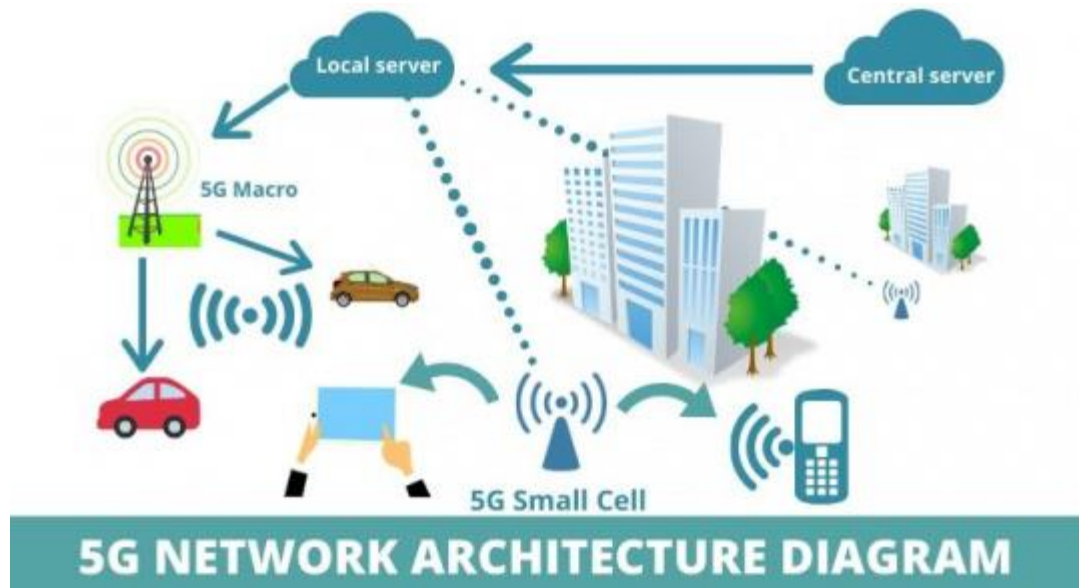 Local server
Central server
5G Macro
5G Small Cell
5G NETWORK ARCHITECTURE DIAGRAM